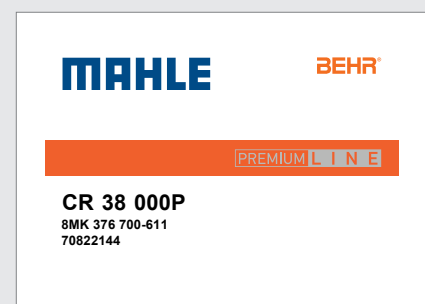 MAHLE
BEHR®
PREMIUM LINE
CR 38 000P
8MK 376 700-611
70822144